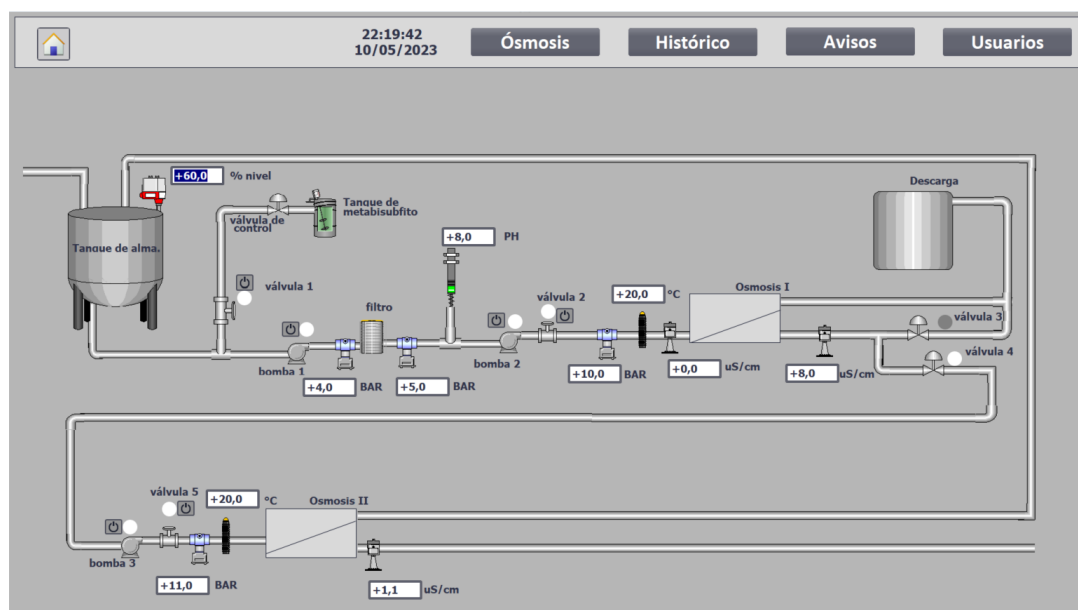 22:19:42
10/05/2023
Ósmosis
Histórico
Avisos
Usuarios
+60,0 % nivel
Descarga
Tanque de
metabisubfito
válvula de
control
Tanque de alma.
+8,0 PH
válvula 1
válvula 2
+20,0 °C
Osmosis I
filtro
válvula 3
válvula 4
bomba 1
bomba 2
+4,0 BAR
+5,0 BAR
+10,0 BAR
+0,0 uS/cm
+8,0 uS/cm
válvula 5
+20,0 °C
Osmosis II
bomba 3
+11,0 BAR
+1,1 uS/cm